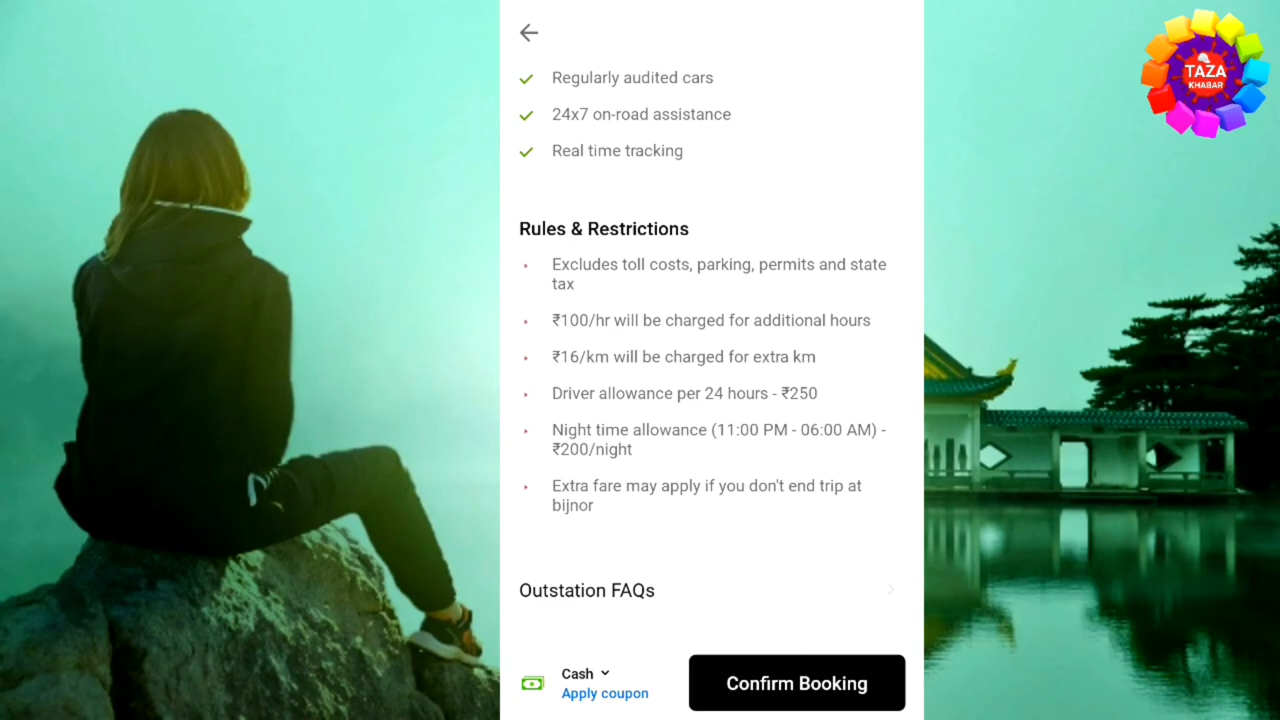 TAZA
KHABAR
Regularly audited cars
24x7 on-road assistance
Real time tracking
Rules & Restrictions
Excludes toll costs, parking, permits and state
tax
₹100/hr will be charged for additional hours
₹16/km will be charged for extra km
Driver allowance per 24 hours - ₹250
Night time allowance (11:00 PM - 06:00 AM) -
₹200/night
Extra fare may apply if you don't end trip at
bijnor
Outstation FAQs
Cash
Apply coupon
Confirm Booking